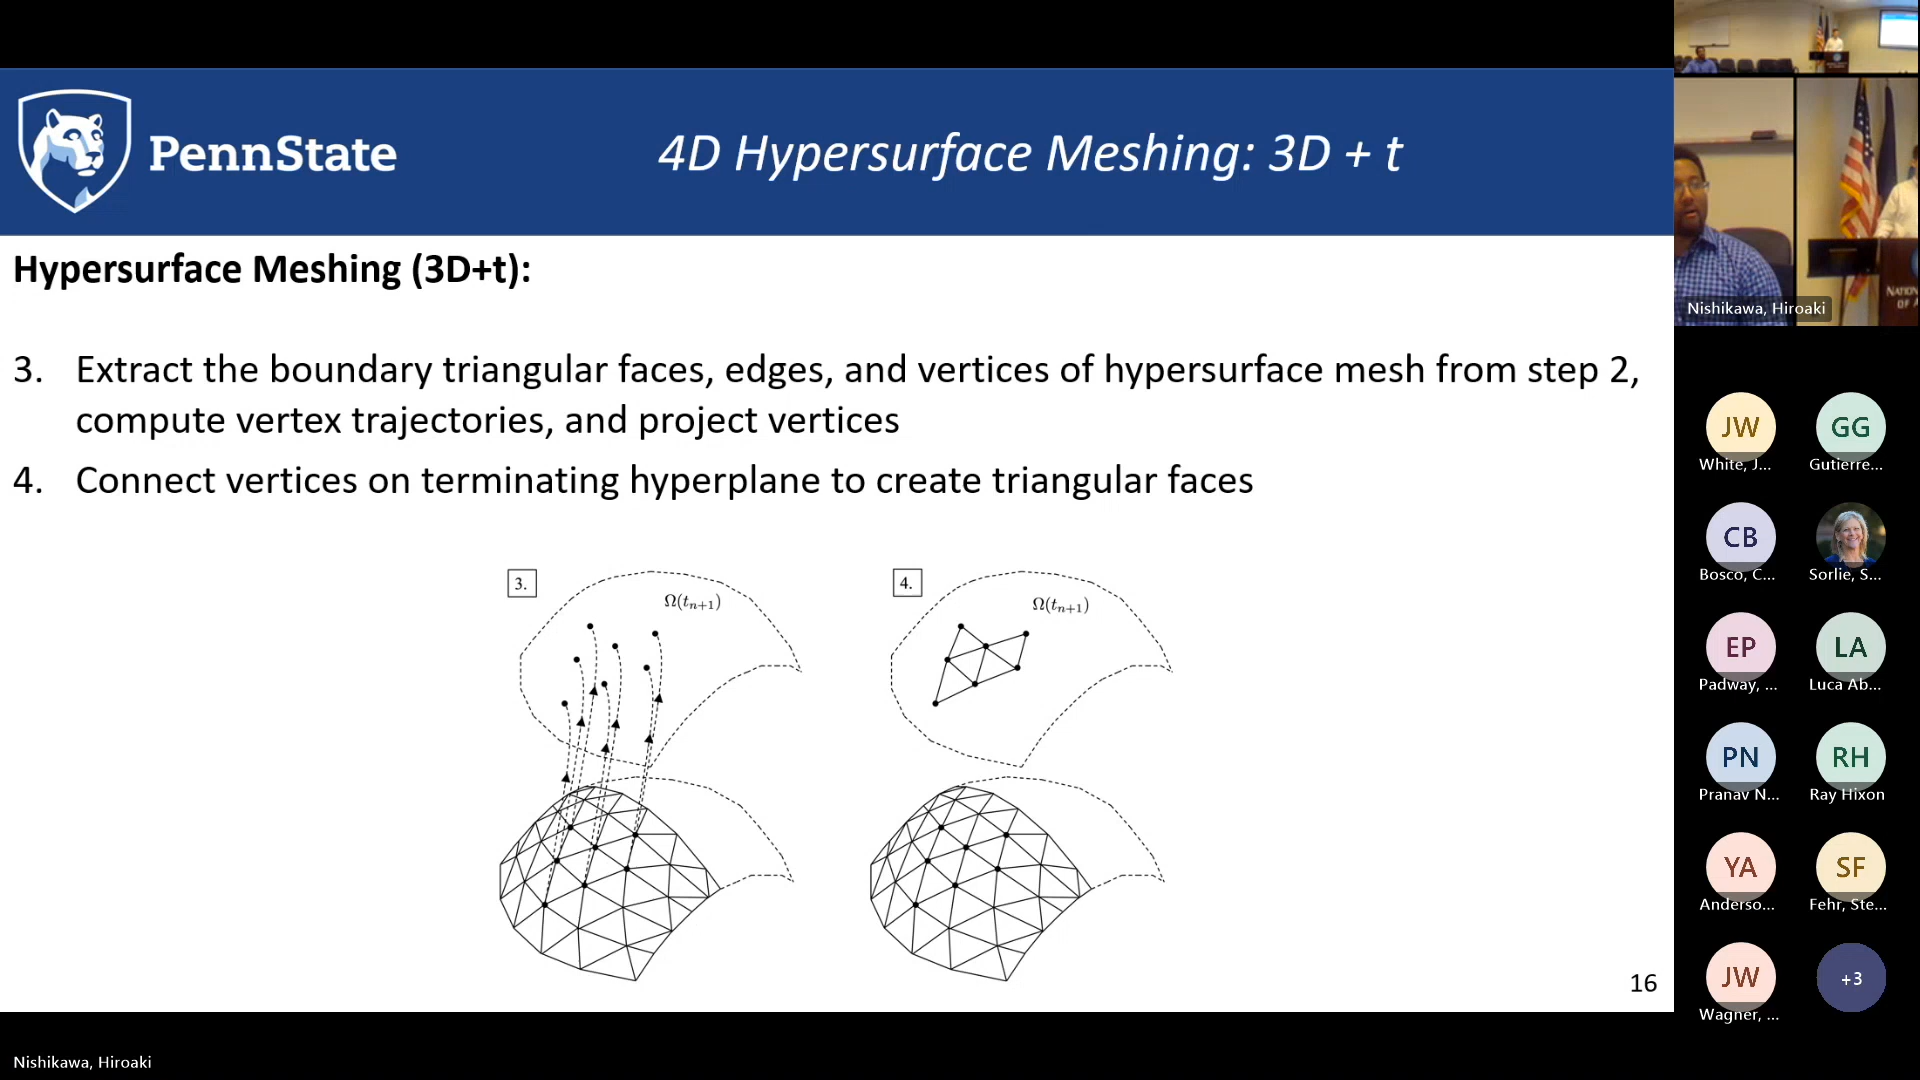 PennState
4D Hypersurface Meshing: 3D + t
Hypersurface Meshing (3D+t):
3. Extract the boundary triangular faces, edges, and vertices of hypersurface mesh from step 2,
compute vertex trajectories, and project vertices
4. Connect vertices on terminating hyperplane to create triangular faces
3.
Ω(tₙ₊₁)
4.
Ω(tₙ₊₁)
16
Nishikawa, Hiroaki
JW
White, J...
GG
Gutierre...
CB
Bosco, C...
Sorlie, S...
EP
Padway, ...
LA
Luca Ab...
PN
Pranav N...
RH
Ray Hixon
YA
Anderso...
SF
Fehr, Ste...
JW
Wagner, ...
+3
Nishikawa, Hiroaki